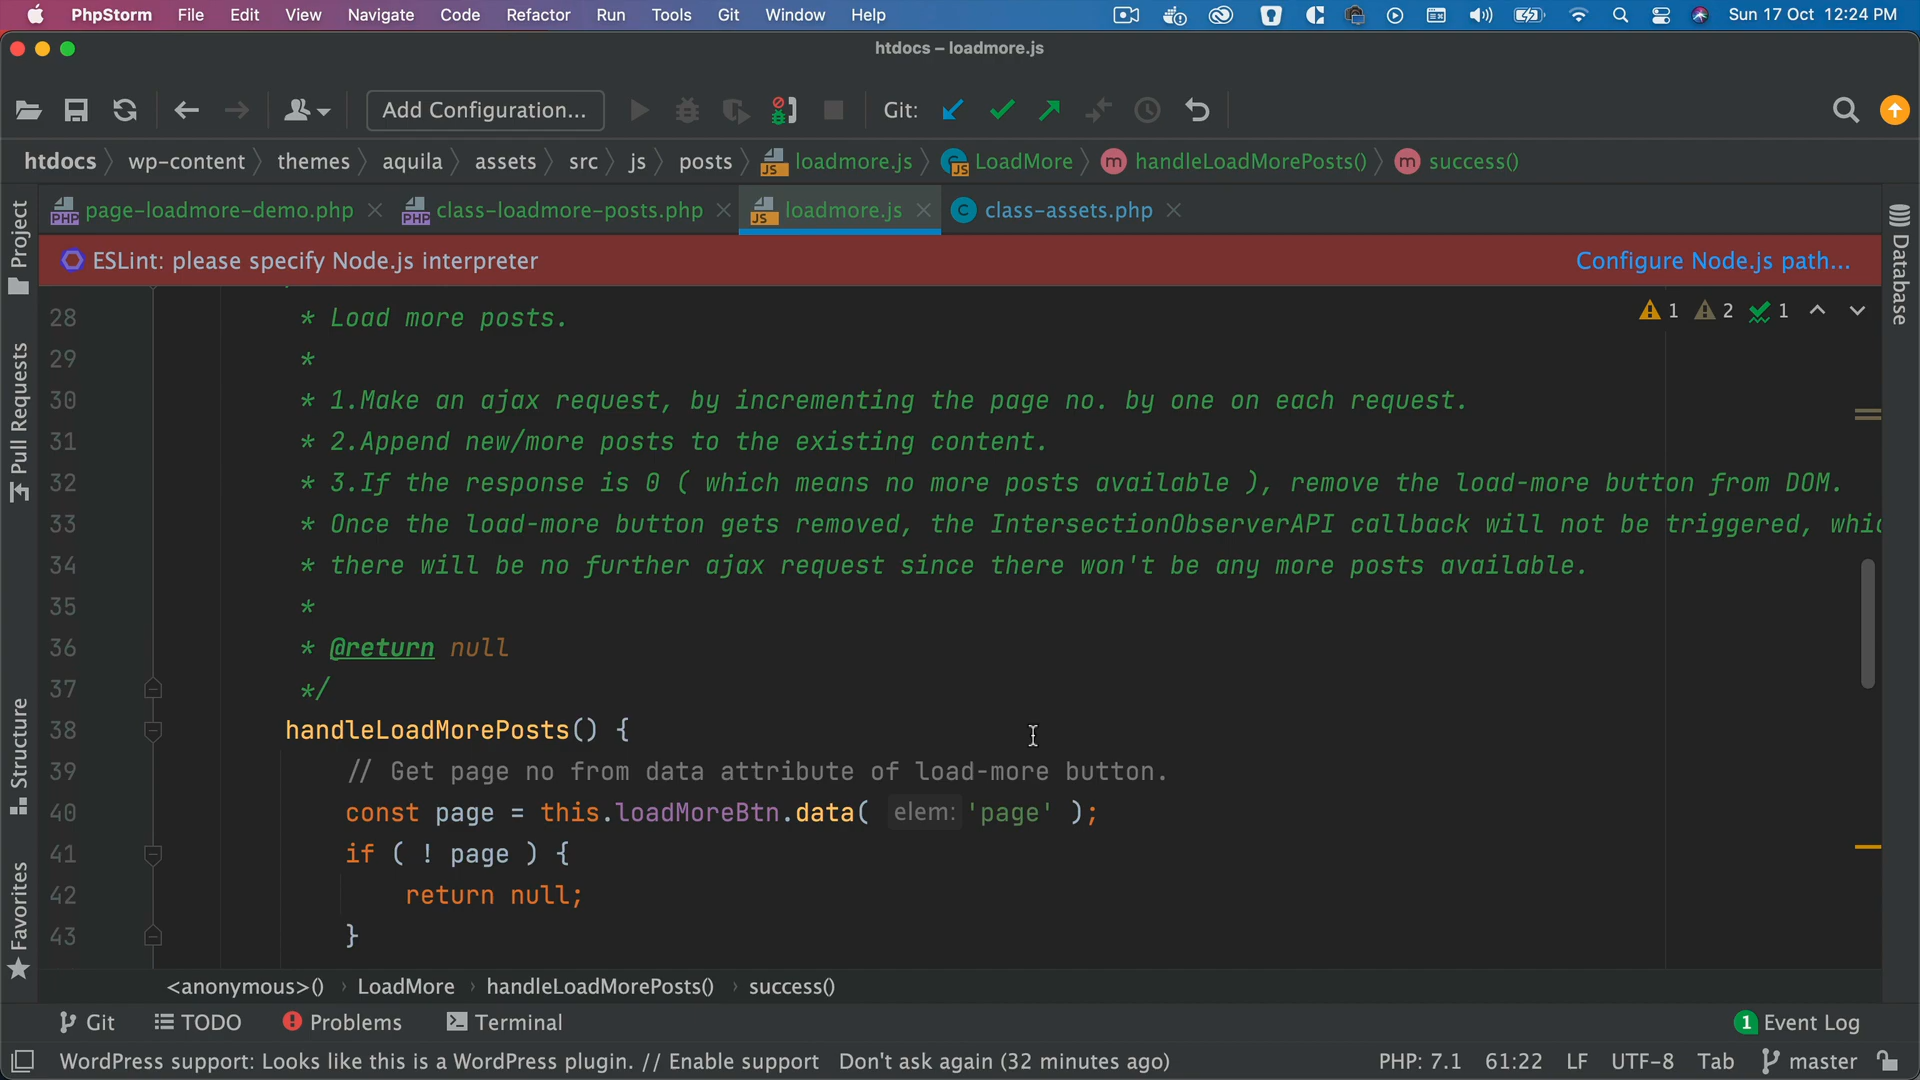 PhpStorm File Edit View Navigate Code Refactor Run Tools Git Window Help Sun 17 Oct 12:24 PM
htdocs – loadmore.js
Add Configuration... Git:
htdocs wp-content themes aquila assets src js posts loadmore.js LoadMore m handleLoadMorePosts() m success()
page-loadmore-demo.php class-loadmore-posts.php loadmore.js class-assets.php
ESLint: please specify Node.js interpreter Configure Node.js path...
1 2 1
28 * Load more posts.
29 *
30 * 1.Make an ajax request, by incrementing the page no. by one on each request.
31 * 2.Append new/more posts to the existing content.
32 * 3.If the response is 0 ( which means no more posts available ), remove the load-more button from DOM.
33 * Once the load-more button gets removed, the IntersectionObserverAPI callback will not be triggered, whic
34 * there will be no further ajax request since there won't be any more posts available.
35 *
36 * @return null
37 */
38 handleLoadMorePosts() {
39 // Get page no from data attribute of load-more button.
40 const page = this.loadMoreBtn.data( elem: 'page' );
41 if ( ! page ) {
42 return null;
43 }
Project
Pull Requests
Structure
Favorites
Database
<anonymous>() LoadMore handleLoadMorePosts() success()
Git TODO Problems Terminal 1 Event Log
WordPress support: Looks like this is a WordPress plugin. // Enable support Don't ask again (32 minutes ago) PHP: 7.1 61:22 LF UTF-8 Tab master